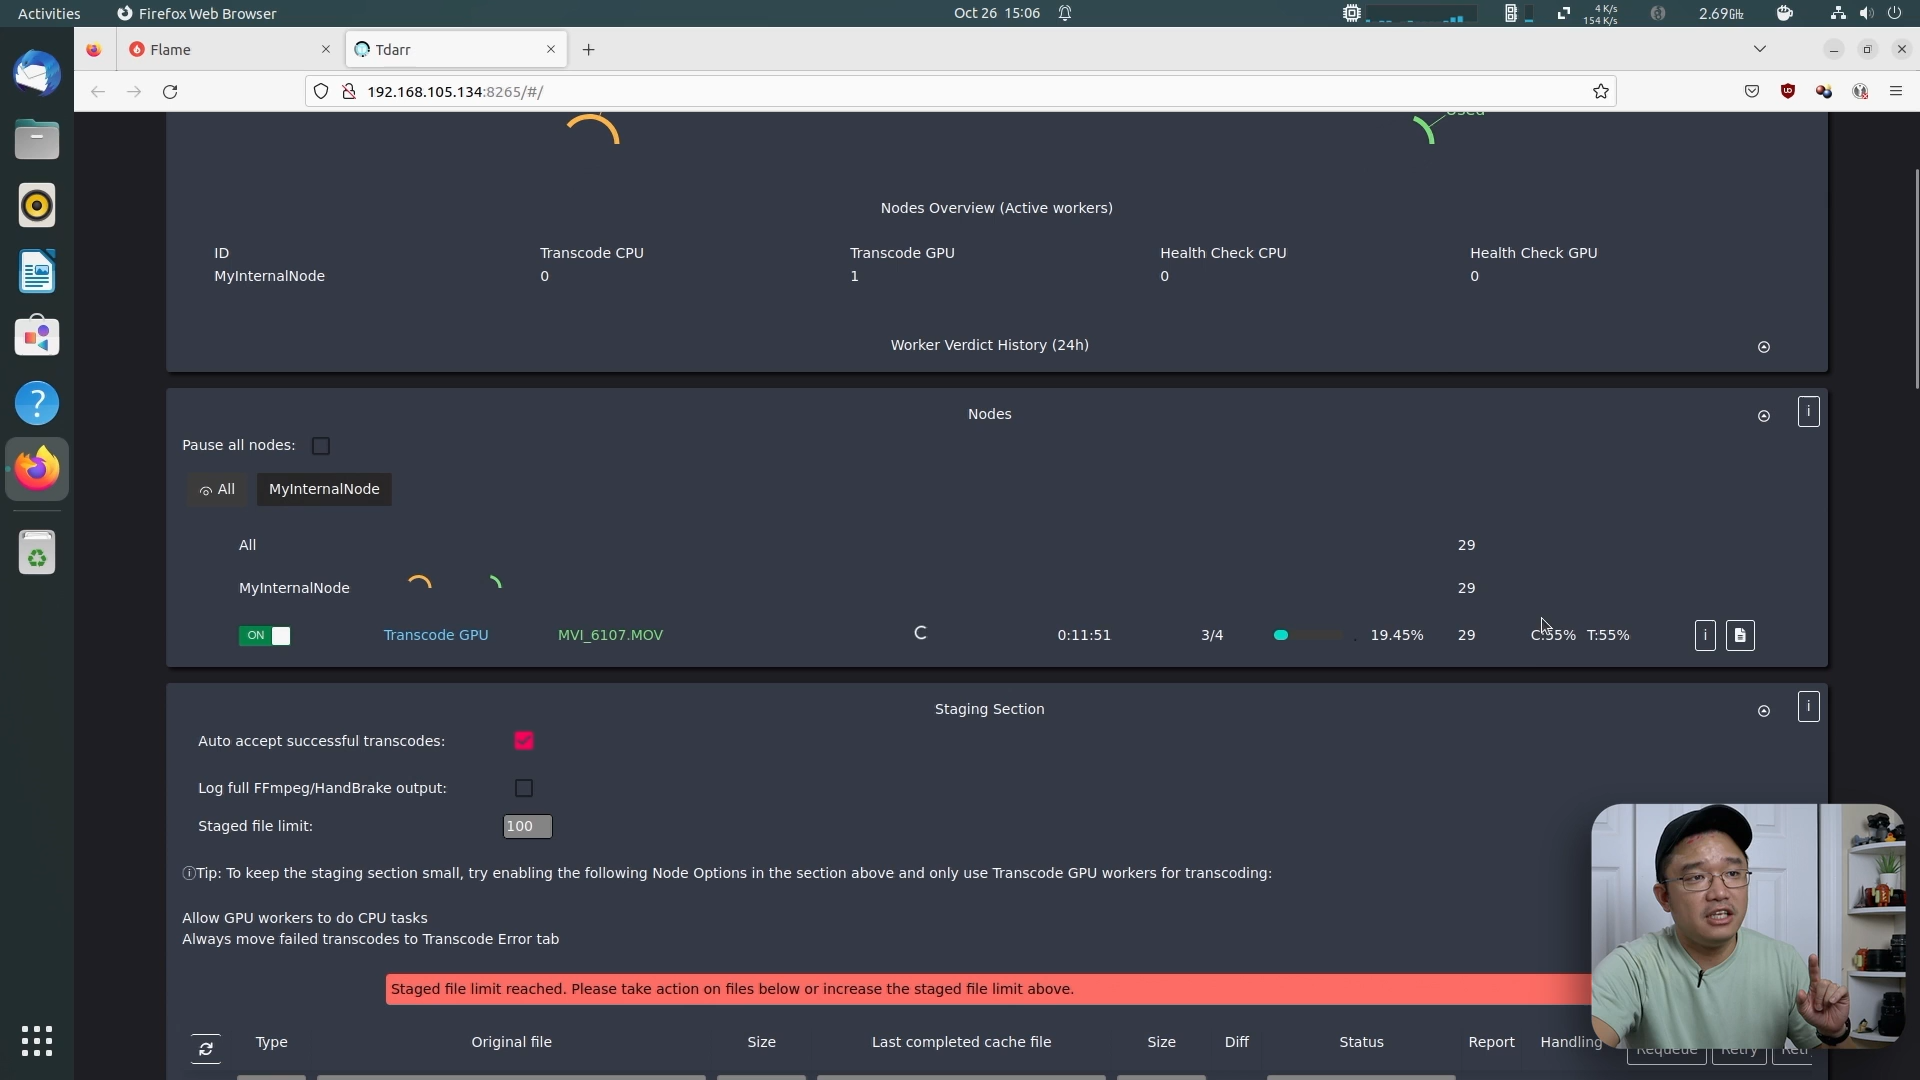 Activities
Firefox Web Browser
Oct 26 15:06
4 K/s
154 K/s
2.69GHz
Flame
Tdarr
192.168.105.134:8265/#/
Used
Nodes Overview (Active workers)
ID Transcode CPU Transcode GPU Health Check CPU Health Check GPU
MyInternalNode 0 1 0 0
Worker Verdict History (24h)
Nodes
i
Pause all nodes:
All MyInternalNode
All 29
MyInternalNode 29
ON Transcode GPU MVI_6107.MOV 0:11:51 3/4 19.45% 29 C:55% T:55% i
Staging Section
i
Auto accept successful transcodes:
Log full FFmpeg/HandBrake output:
Staged file limit: 100
Tip: To keep the staging section small, try enabling the following Node Options in the section above and only use Transcode GPU workers for transcoding:
Allow GPU workers to do CPU tasks
Always move failed transcodes to Transcode Error tab
Staged file limit reached. Please take action on files below or increase the staged file limit above.
Type Original file Size Last completed cache file Size Diff Status Report Handling
Requeue Retry